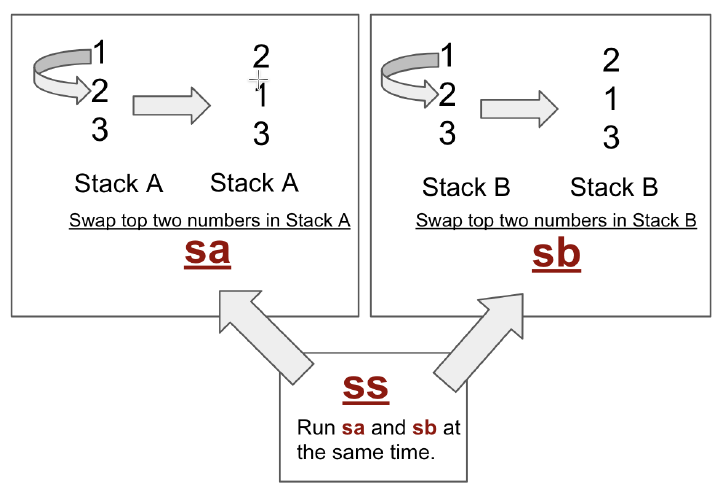 1 2
2 1
3 3
Stack A Stack A
Swap top two numbers in Stack A
sa
1 2
2 1
3 3
Stack B Stack B
Swap top two numbers in Stack B
sb
ss
Run sa and sb at
the same time.